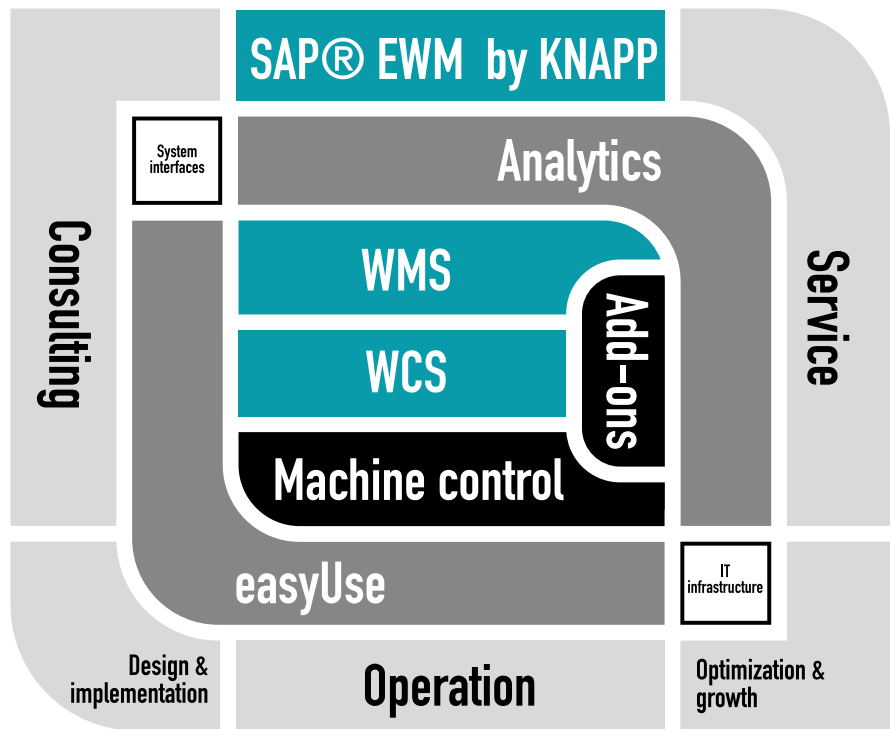 SAP® EWM by KNAPP
System
interfaces
Analytics
Consulting
Service
WMS
WCS
Add-ons
Machine control
easyUse
IT
infrastructure
Design &
implementation
Operation
Optimization &
growth